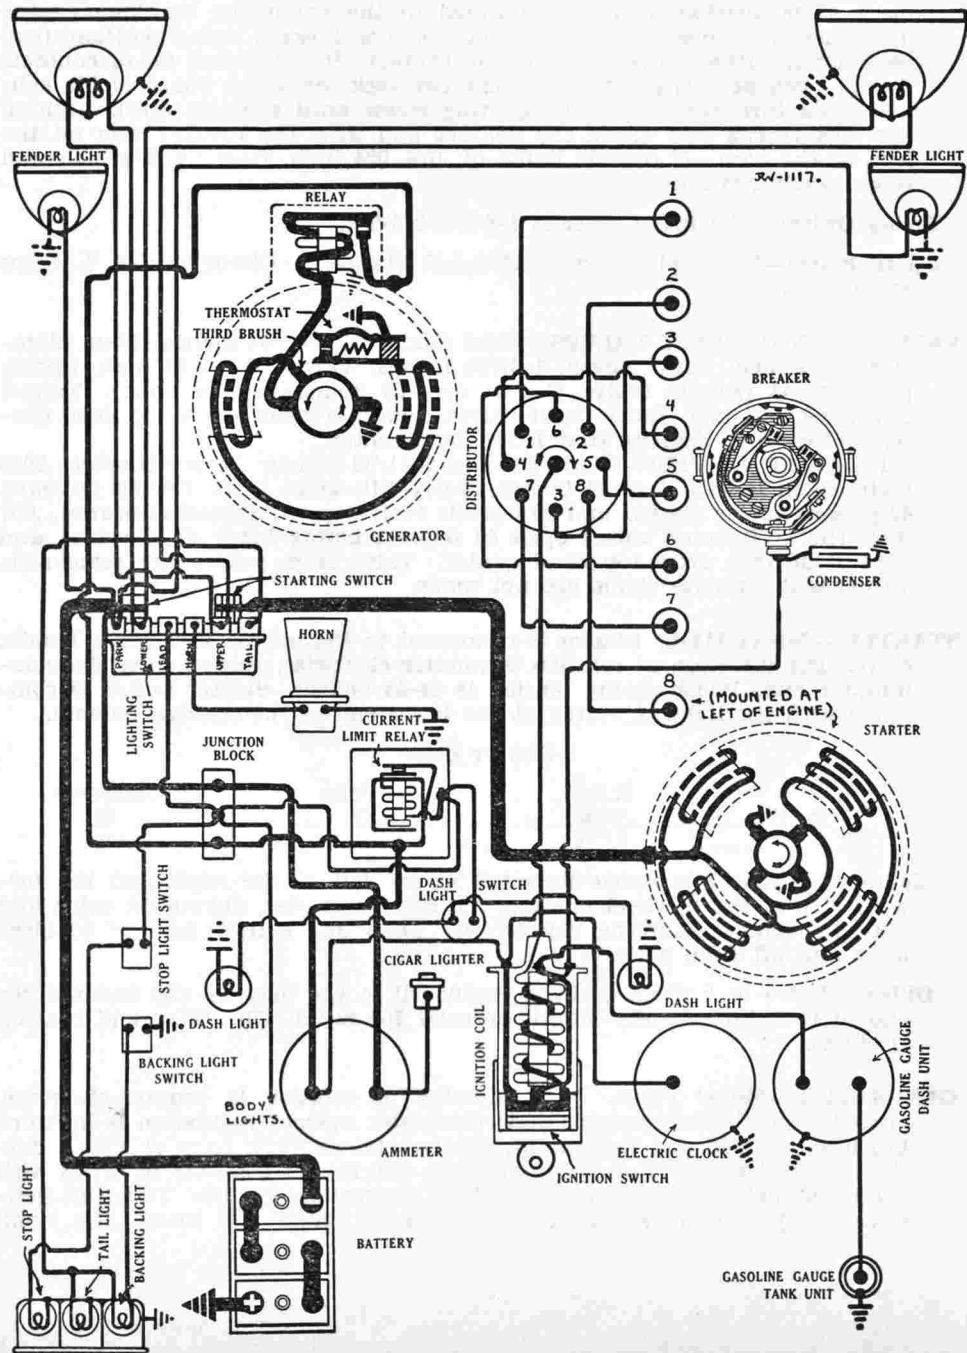 FENDER LIGHT
FENDER LIGHT
RELAY
THERMOSTAT
THIRD BRUSH
GENERATOR
1
2
3
4
5
6
7
8
DISTRIBUTOR
6
1
2
4
5
7
8
3
BREAKER
CONDENSER
STARTING SWITCH
PARK
LOWER
LEAD
HORN
UPPER
TAIL
LIGHTING
SWITCH
HORN
JUNCTION
BLOCK
CURRENT
LIMIT RELAY
(MOUNTED AT
LEFT OF ENGINE)
STARTER
STOP LIGHT SWITCH
DASH
LIGHT
SWITCH
CIGAR LIGHTER
DASH LIGHT
DASH LIGHT
BACKING LIGHT
SWITCH
BODY
LIGHTS.
AMMETER
IGNITION COIL
IGNITION SWITCH
ELECTRIC CLOCK
GASOLINE GAUGE
DASH UNIT
STOP LIGHT
TAIL LIGHT
BACKING LIGHT
BATTERY
GASOLINE GAUGE
TANK UNIT